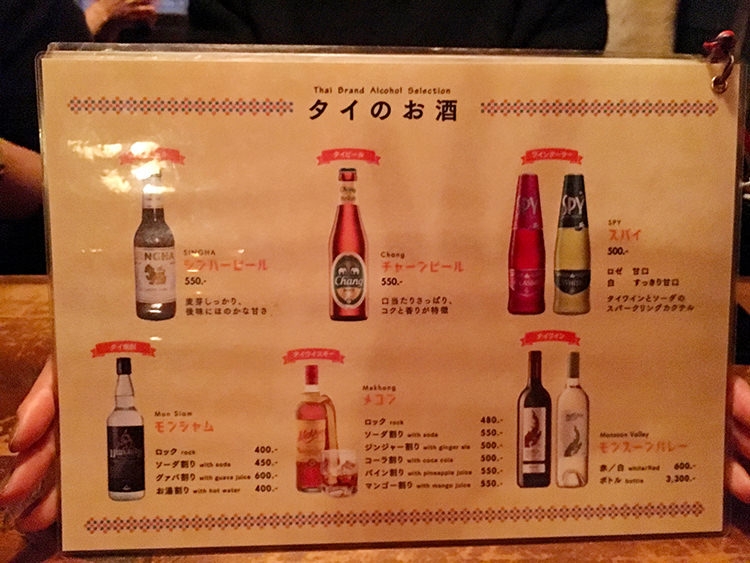 Thai Brand Alcohol Selection
タイのお酒
タイビール
ワインクーラー
SINGHA
シンハービール
550.-
麦芽しっかり、
後味にほのかな甘さ
Chang
チャーンビール
550.-
口当たりさっぱり、
コクと香りが特徴
SPY
スパイ
500.-
ロゼ 甘口
白 すっきり甘口
タイワインとソーダの
スパークリングカクテル
SINGHA
Chang
SPY
タイ焼酎
タイウイスキー
タイワイン
Mon Siam
モンシャム
ロック rock 400.-
ソーダ割り with soda 450.-
グァバ割り with guava juice 600.-
お湯割り with hot water 400.-
Mekhong
メコン
ロック rock 480.-
ソーダ割り with soda 550.-
ジンジャー割り with ginger ale 500.-
コーラ割り with coca cola 500.-
パイン割り with pineapple juice 550.-
マンゴー割り with mango juice 550.-
Monsoon Valley
モンスーンバレー
赤／白 white/Red 600.-
ボトル bottle 3,300.-